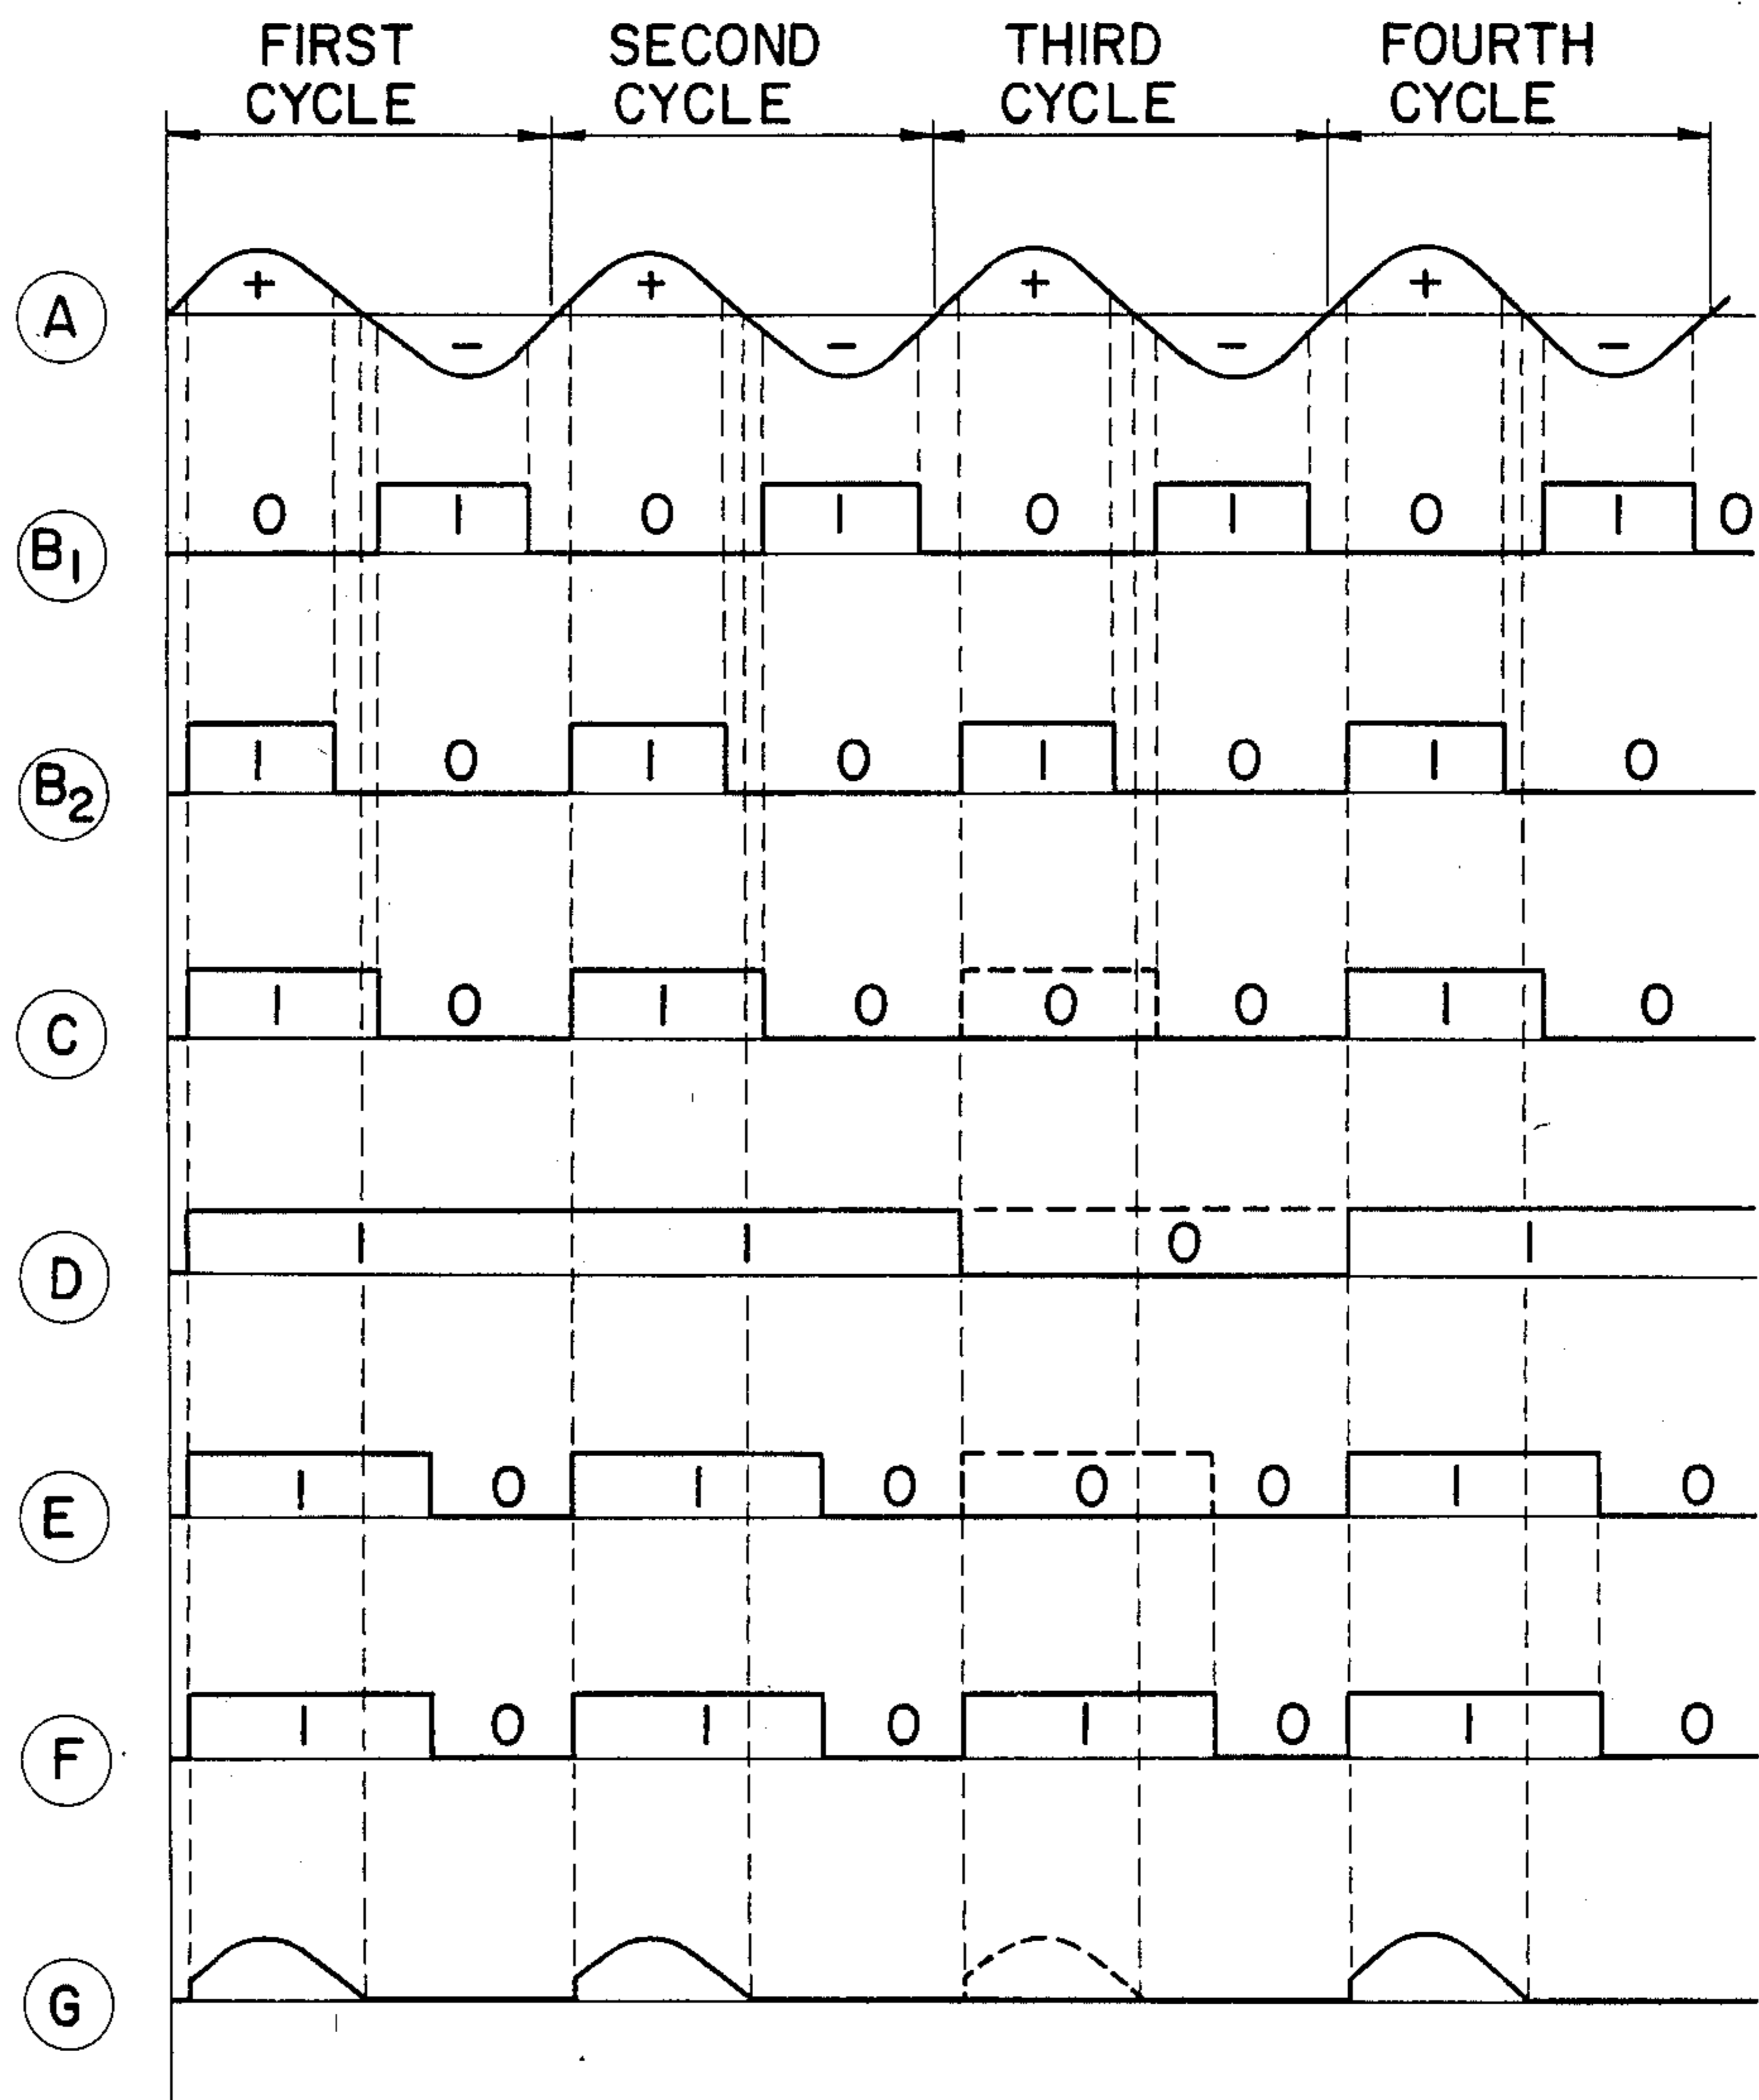 FIRST CYCLE
SECOND CYCLE
THIRD CYCLE
FOURTH CYCLE
A + - + - + - + -
B1 0 1 0 1 0 1 0 1 0
B2 1 0 1 0 1 0 1 0
C 1 0 1 0 0 0 1 0
D 1 1 0 1
E 1 0 1 0 0 0 1 0
F 1 0 1 0 1 0 1 0
G